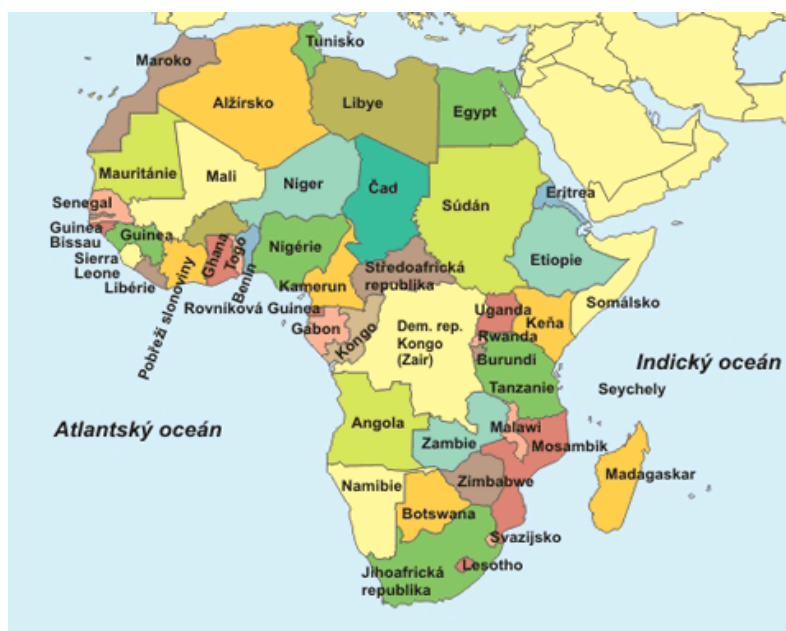 Tunisko
Maroko
Alžírsko
Libye
Egypt
Mauritánie
Mali
Niger
Čad
Súdán
Eritrea
Senegal
Guinea
Bissau
Guinea
Sierra
Leone
Libérie
Pobřeží slonoviny
Ghana
Togo
Benin
Nigérie
Kamerun
Středoafrická
republika
Etiopie
Somálsko
Rovníková Guinea
Gabon
Kongo
Dem. rep.
Kongo
(Zair)
Uganda
Keňa
Rwanda
Burundi
Tanzanie
Indický oceán
Seychely
Atlantský oceán
Angola
Zambie
Malawi
Mosambik
Madagaskar
Namibie
Botswana
Zimbabwe
Svazijsko
Lesotho
Jihoafrická
republika